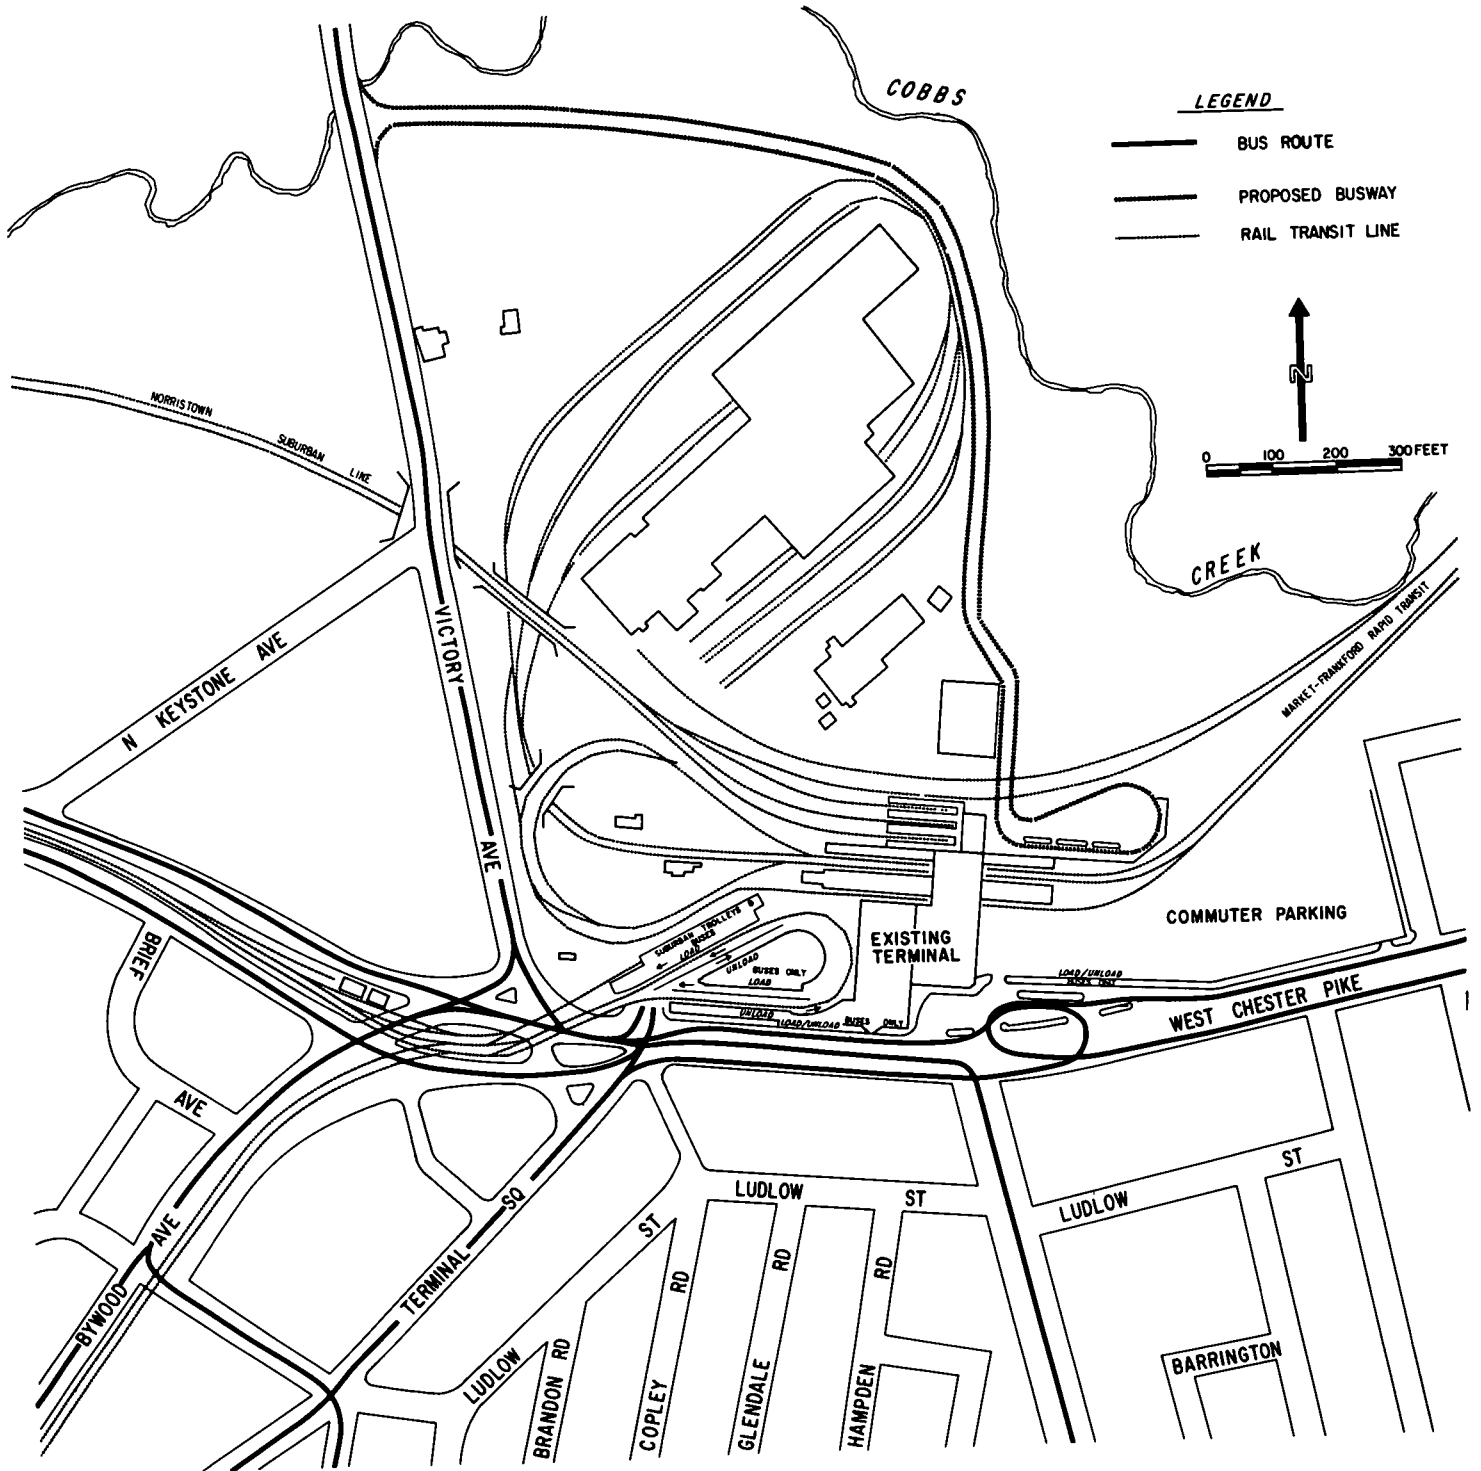 COBBS
LEGEND
BUS ROUTE
PROPOSED BUSWAY
RAIL TRANSIT LINE
N
0 100 200 300 FEET
NORRISTOWN
SUBURBAN
LINE
CREEK
MARKET-FRANKFORD RAPID TRANSIT
N KEYSTONE AVE
VICTORY
AVE
COMMUTER PARKING
EXISTING
TERMINAL
SUBURBAN TROLLEYS &
BUSES
LOAD
UNLOAD
BUSES ONLY
LOAD
UNLOAD
LOAD/UNLOAD BUSES ONLY
LOAD/UNLOAD
BUSES ONLY
WEST CHESTER PIKE
BRIEF
AVE
BYWOOD AVE
TERMINAL SQ
LUDLOW ST
LUDLOW ST
LUDLOW ST
BRANDON RD
COPLEY RD
GLENDALE RD
HAMPDEN RD
BARRINGTON